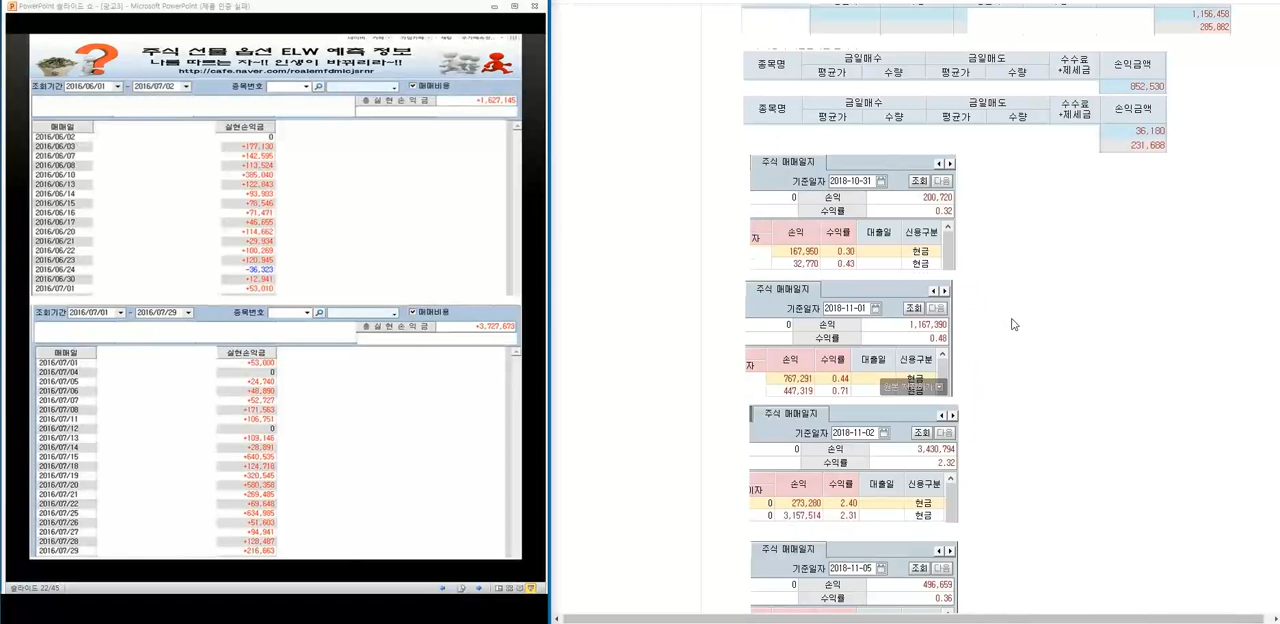 PowerPoint 슬라이드 쇼 - [광고3] - Microsoft PowerPoint (제품 인증 실패)
주식 선물 옵션 ELW 예측 정보
나를 따르는 자~!! 인생이 바뀌리라~!!
조회기간 2016/06/01 - 2016/07/02 종목번호 매매비용
총 실현손익금 +1,627,145
매매일 실현손익금
2016/06/02 0
2016/06/03 +177,130
2016/06/07 +142,595
2016/06/08 +113,524
2016/06/10 +385,040
2016/06/13 +122,843
2016/06/14 +93,903
2016/06/15 +78,546
2016/06/16 +71,471
2016/06/17 +46,655
2016/06/20 +114,662
2016/06/21 +29,934
2016/06/22 +100,269
2016/06/23 +120,945
2016/06/24 -36,323
2016/06/30 +12,941
2016/07/01 +53,010
조회기간 2016/07/01 - 2016/07/29 종목번호 매매비용
총 실현손익금 +3,727,673
매매일 실현손익금
2016/07/01 +53,000
2016/07/04 0
2016/07/05 +24,740
2016/07/06 +48,890
2016/07/07 +52,727
2016/07/08 +171,563
2016/07/11 +106,751
2016/07/12 0
2016/07/13 +109,146
2016/07/14 +28,891
2016/07/15 +640,535
2016/07/18 +124,718
2016/07/19 +320,545
2016/07/20 +580,358
2016/07/21 +269,485
2016/07/22 +69,648
2016/07/25 +634,985
2016/07/26 +51,603
2016/07/27 +94,941
2016/07/28 +128,487
2016/07/29 +216,663
슬라이드 22/45
1,156,458
285,882
종목명 금일매수 금일매도 수수료+제세금 손익금액
평균가 수량 평균가 수량
852,530
종목명 금일매수 금일매도 수수료+제세금 손익금액
평균가 수량 평균가 수량
36,180
231,688
주식 매매일지
기준일자 2018-10-31 조회 다음
0 손익 200,720
수익률 0.32
자 손익 수익률 대출일 신용구분
167,950 0.30 현금
32,770 0.43 현금
주식 매매일지
기준일자 2018-11-01 조회 다음
0 손익 1,167,390
수익률 0.48
자 손익 수익률 대출일 신용구분
767,291 0.44 현금
447,319 0.71 현금
주식 매매일지
기준일자 2018-11-02 조회 다음
0 손익 3,430,794
수익률 2.32
이자 손익 수익률 대출일 신용구분
0 273,280 2.40 현금
0 3,157,514 2.31 현금
주식 매매일지
기준일자 2018-11-05 조회 다음
0 손익 496,659
수익률 0.36